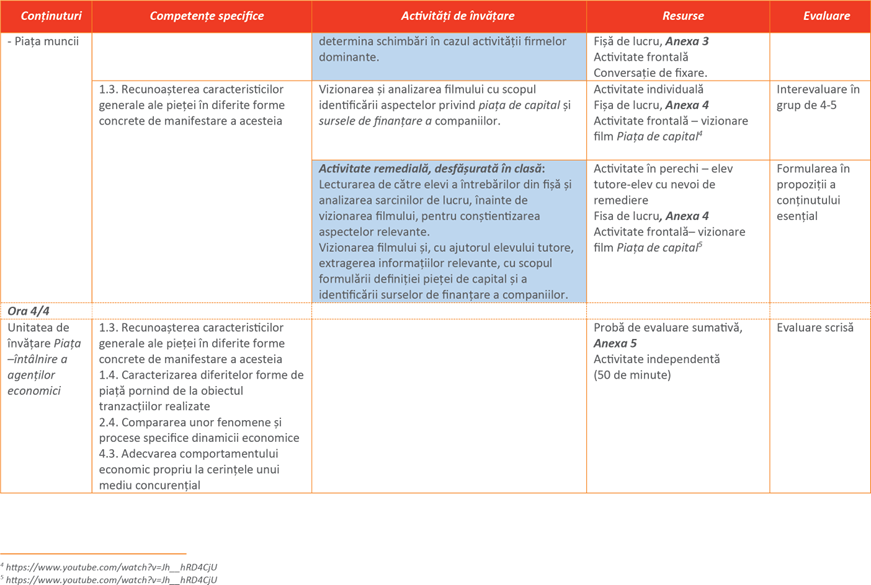 Conținuturi
Competențe specifice
Activități de învățare
Resurse
Evaluare
- Piața muncii
determina schimbări în cazul activității firmelor
dominante.
Fișă de lucru, Anexa 3
Activitate frontală
Conversație de fixare.
1.3. Recunoașterea caracteristicilor
generale ale pieței în diferite forme
concrete de manifestare a acesteia
Vizionarea și analizarea filmului cu scopul
identificării aspectelor privind piața de capital și
sursele de finanțare a companiilor.
Activitate individuală
Fișa de lucru, Anexa 4
Activitate frontală – vizionare
film Piața de capital4
Interevaluare în
grup de 4-5
Activitate remedială, desfășurată în clasă:
Lecturarea de către elevi a întrebărilor din fișă și
analizarea sarcinilor de lucru, înainte de
vizionarea filmului, pentru conștientizarea
aspectelor relevante.
Vizionarea filmului și, cu ajutorul elevului tutore,
extragerea informațiilor relevante, cu scopul
formulării definiției pieței de capital și a
identificării surselor de finanțare a companiilor.
Activitate în perechi – elev
tutore-elev cu nevoi de
remediere
Fisa de lucru, Anexa 4
Activitate frontală– vizionare
film Piața de capital5
Formularea în
propoziții a
conținutului
esențial
Ora 4/4
Unitatea de
învățare Piața
–întâlnire a
agenților
economici
1.3. Recunoașterea caracteristicilor
generale ale pieței în diferite forme
concrete de manifestare a acesteia
1.4. Caracterizarea diferitelor forme de
piață pornind de la obiectul
tranzacțiilor realizate
2.4. Compararea unor fenomene și
procese specifice dinamicii economice
4.3. Adecvarea comportamentului
economic propriu la cerințele unui
mediu concurențial
Probă de evaluare sumativă,
Anexa 5
Activitate independentă
(50 de minute)
Evaluare scrisă
4 https://www.youtube.com/watch?v=Jh__hRD4CjU
5 https://www.youtube.com/watch?v=Jh__hRD4CjU